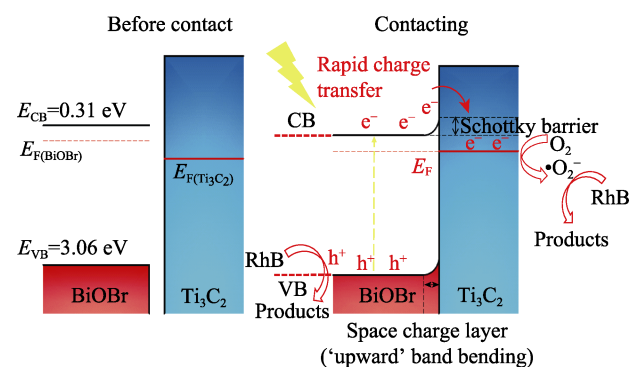 Before contact
Contacting
E_CB=0.31 eV
E_F(BiOBr)
E_F(Ti₃C₂)
E_VB=3.06 eV
BiOBr
Ti₃C₂
Rapid charge
transfer
CB
e⁻ e⁻ e⁻
Schottky barrier
e⁻ e⁻
E_F
O₂
•O₂⁻
RhB
Products
RhB
h⁺ h⁺ h⁺
VB
Products
BiOBr
Ti₃C₂
Space charge layer
(‘upward’ band bending)